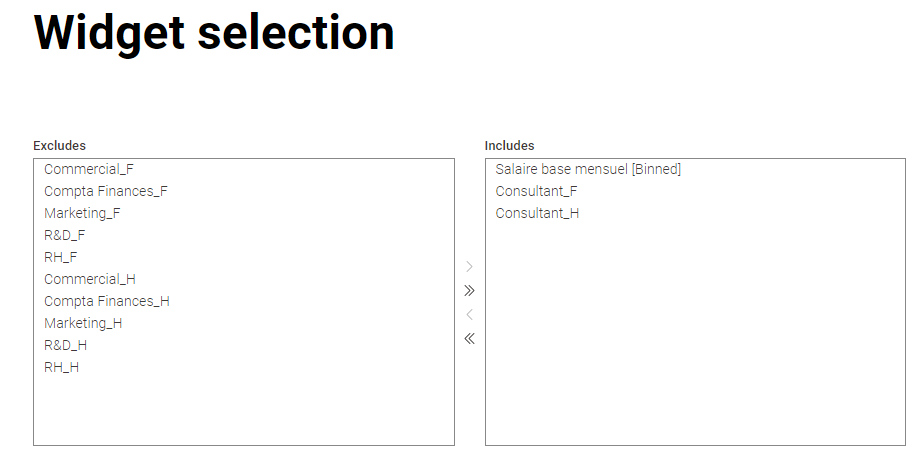 Widget selection
Excludes
Commercial_F
Compta Finances_F
Marketing_F
R&D_F
RH_F
Commercial_H
Compta Finances_H
Marketing_H
R&D_H
RH_H
Includes
Salaire base mensuel [Binned]
Consultant_F
Consultant_H